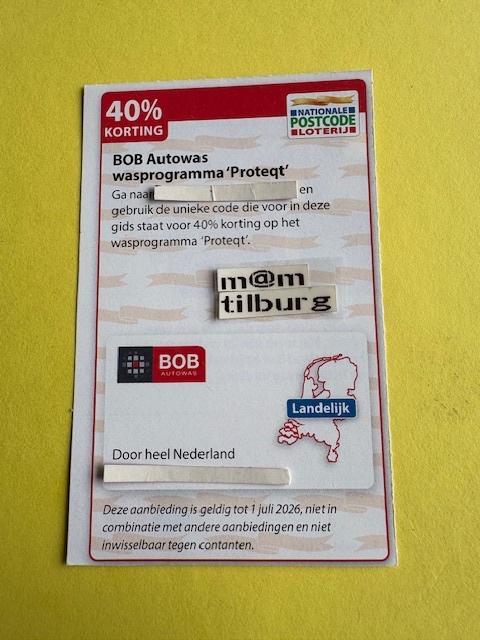 40%
KORTING
NATIONALE
POSTCODE
LOTERIJ
BOB Autowas
wasprogramma ‘Proteqt’
Ga naar en
gebruik de unieke code die voor in deze
gids staat voor 40% korting op het
wasprogramma ‘Proteqt’.
m@m
tilburg
BOB
AUTOWAS
Landelijk
Door heel Nederland
Deze aanbieding is geldig tot 1 juli 2026, niet in
combinatie met andere aanbiedingen en niet
inwisselbaar tegen contanten.